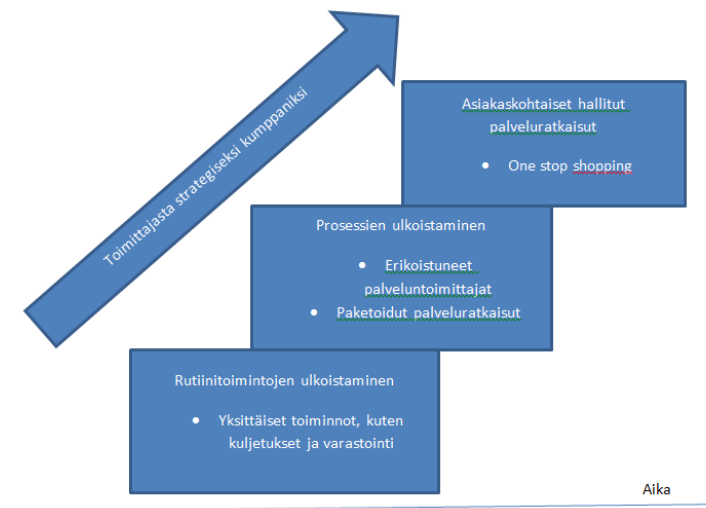 Toimittajasta strategiseksi kumppaniksi
Asiakaskohtaiset hallitut
palveluratkaisut
• One stop shopping
Prosessien ulkoistaminen
• Erikoistuneet
palveluntoimittajat
• Paketoidut palveluratkaisut
Rutiinitoimintojen ulkoistaminen
• Yksittäiset toiminnot, kuten
kuljetukset ja varastointi
Aika